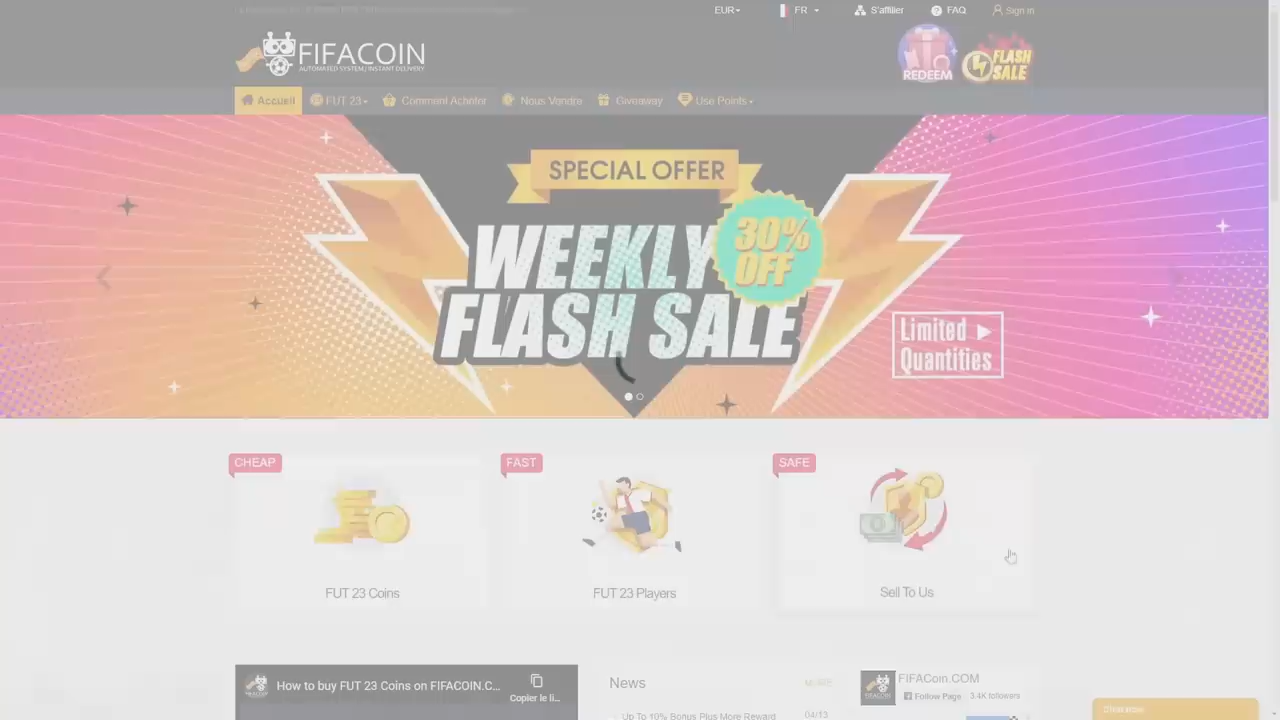 EUR
FR
S'affilier
FAQ
Sign in
FIFACOIN
AUTOMATED SYSTEM, INSTANT DELIVERY
REDEEM
FLASH
SALE
Accueil
FUT 23
Comment Acheter
Nous Vendre
Giveaway
Use Points
SPECIAL OFFER
WEEKLY
30%
OFF
FLASH SALE
Limited
Quantities
CHEAP
FAST
SAFE
FUT 23 Coins
FUT 23 Players
Sell To Us
How to buy FUT 23 Coins on FIFACOIN.C...
Copier le li...
News
MORE
FIFACoin.COM
Follow Page
3.4K followers
Up To 10% Bonus Plus More Reward
04/13